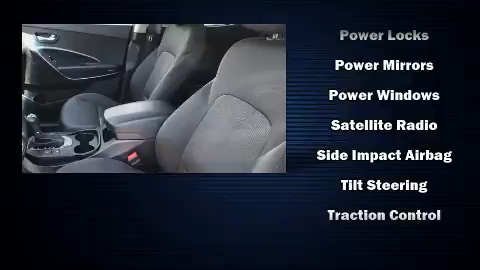 Power Locks
Power Mirrors
Power Windows
Satellite Radio
Side Impact Airbag
Tilt Steering
Traction Control